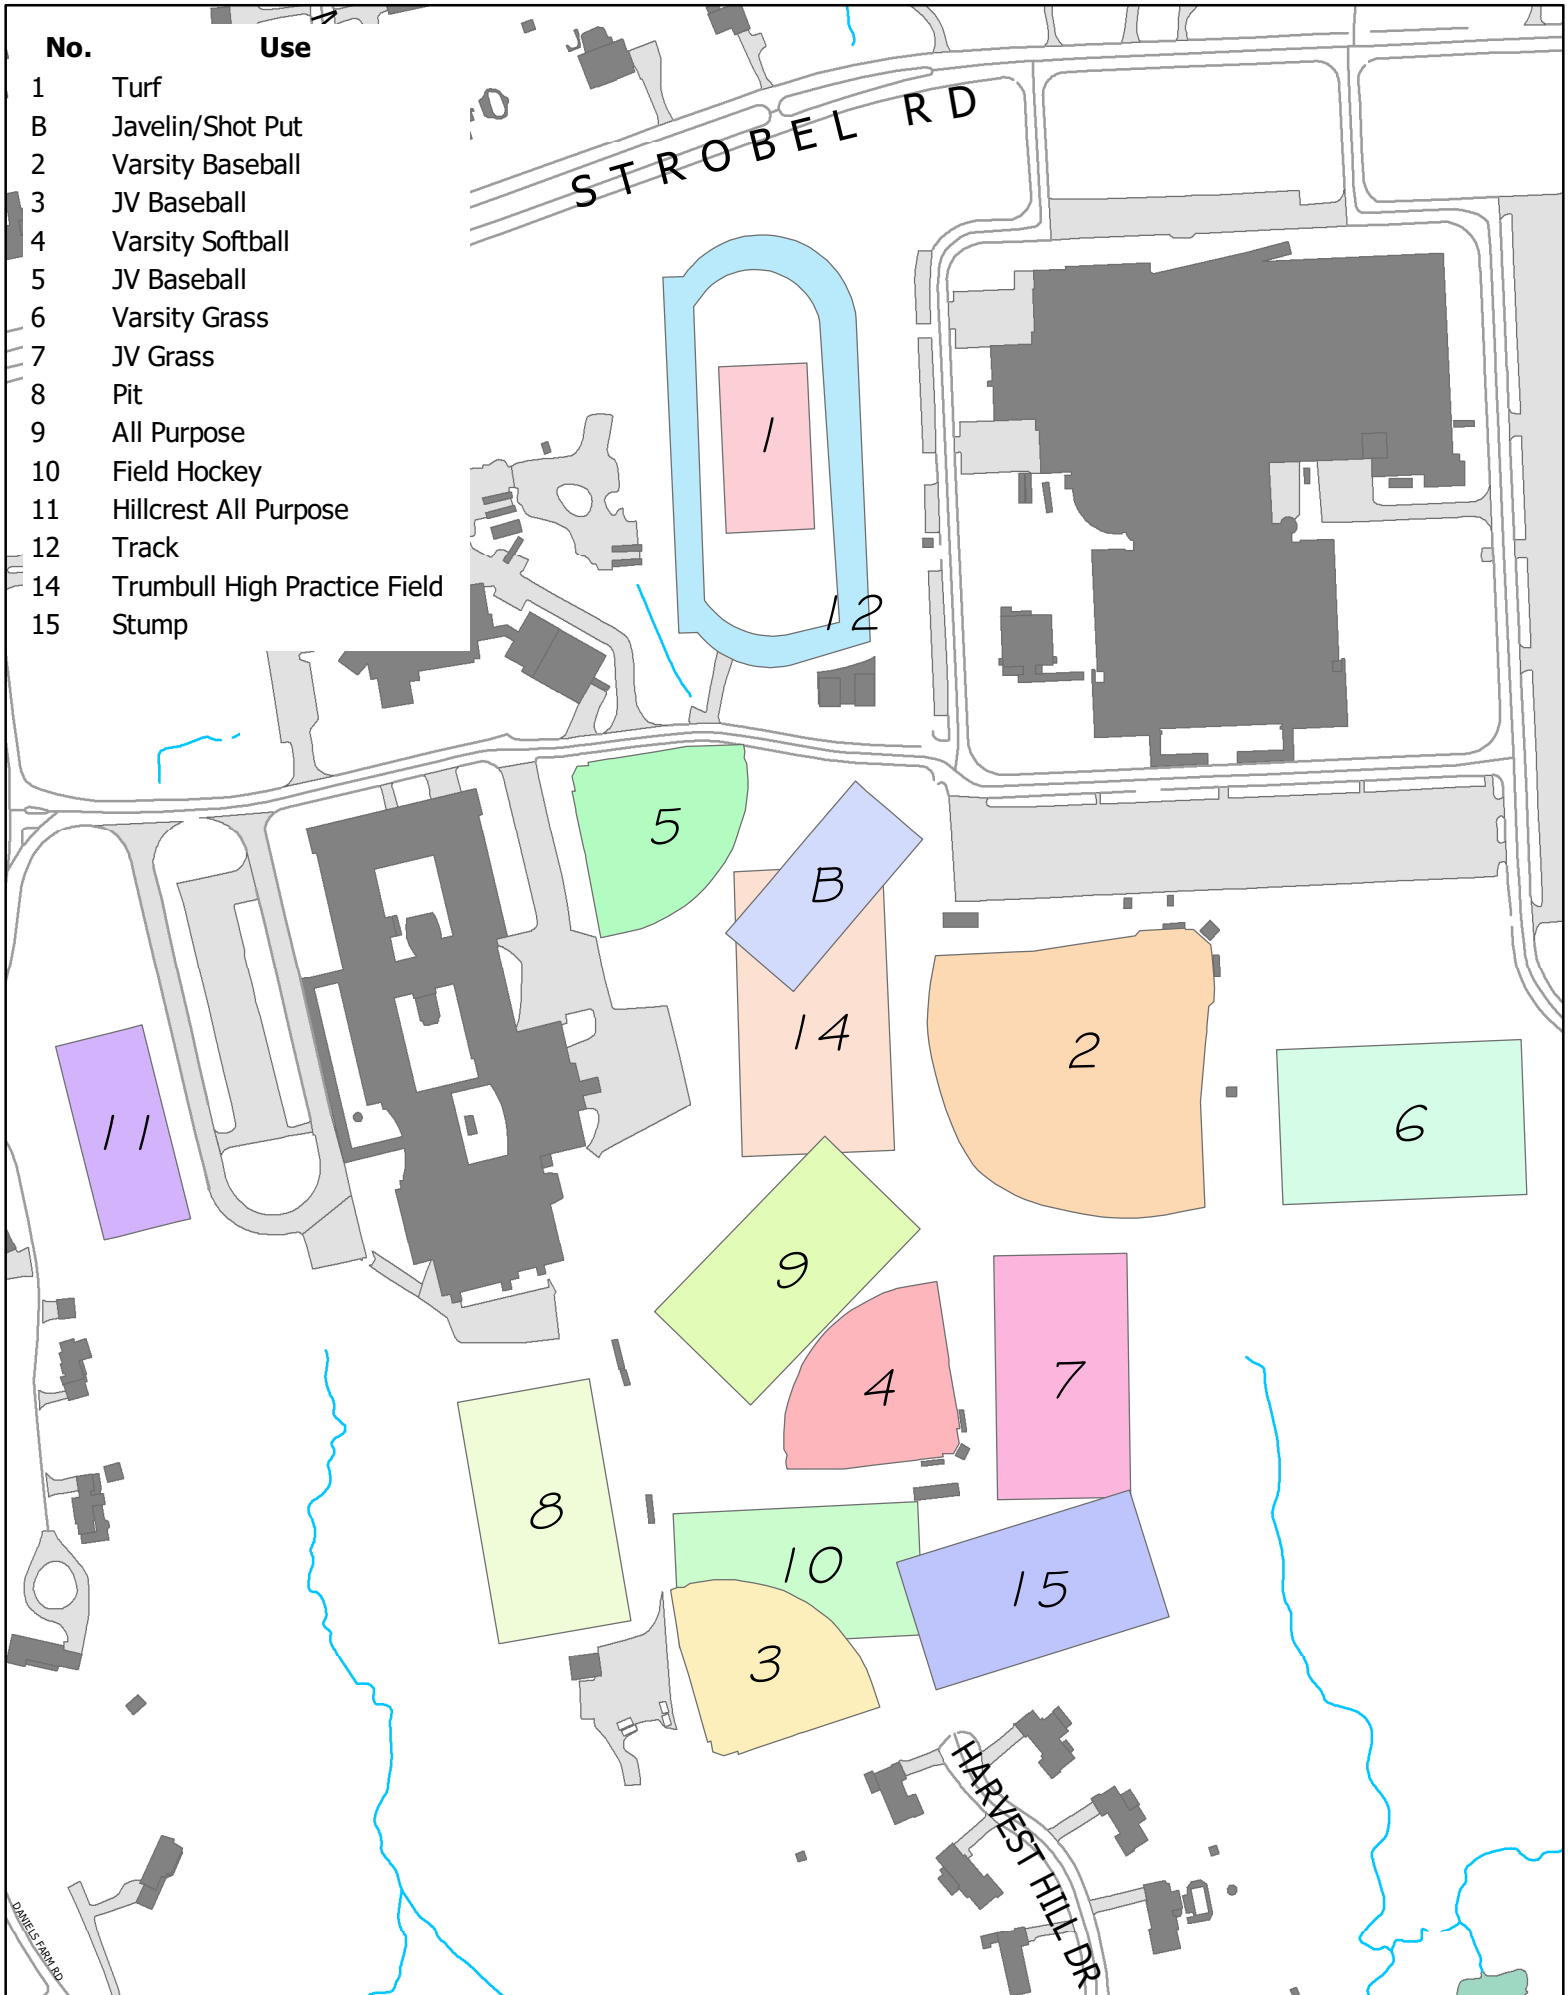 No. Use
1 Turf
B Javelin/Shot Put
2 Varsity Baseball
3 JV Baseball
4 Varsity Softball
5 JV Baseball
6 Varsity Grass
7 JV Grass
8 Pit
9 All Purpose
10 Field Hockey
11 Hillcrest All Purpose
12 Track
14 Trumbull High Practice Field
15 Stump
STROBEL RD
1
12
5
B
14
2
6
11
9
4
7
8
10
15
3
HARVEST HILL DR
DANIELS FARM RD